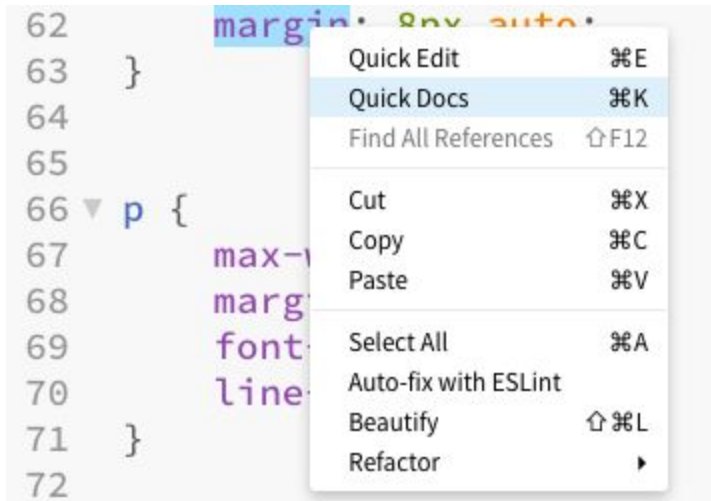 62 margin: 8px auto;
63 }
64
65
66 ▼ p {
67 max-
68 marg
69 font-
70 line-
71 }
72
Quick Edit ⌘E
Quick Docs ⌘K
Find All References ⇧F12
Cut ⌘X
Copy ⌘C
Paste ⌘V
Select All ⌘A
Auto-fix with ESLint
Beautify ⇧⌘L
Refactor ▶